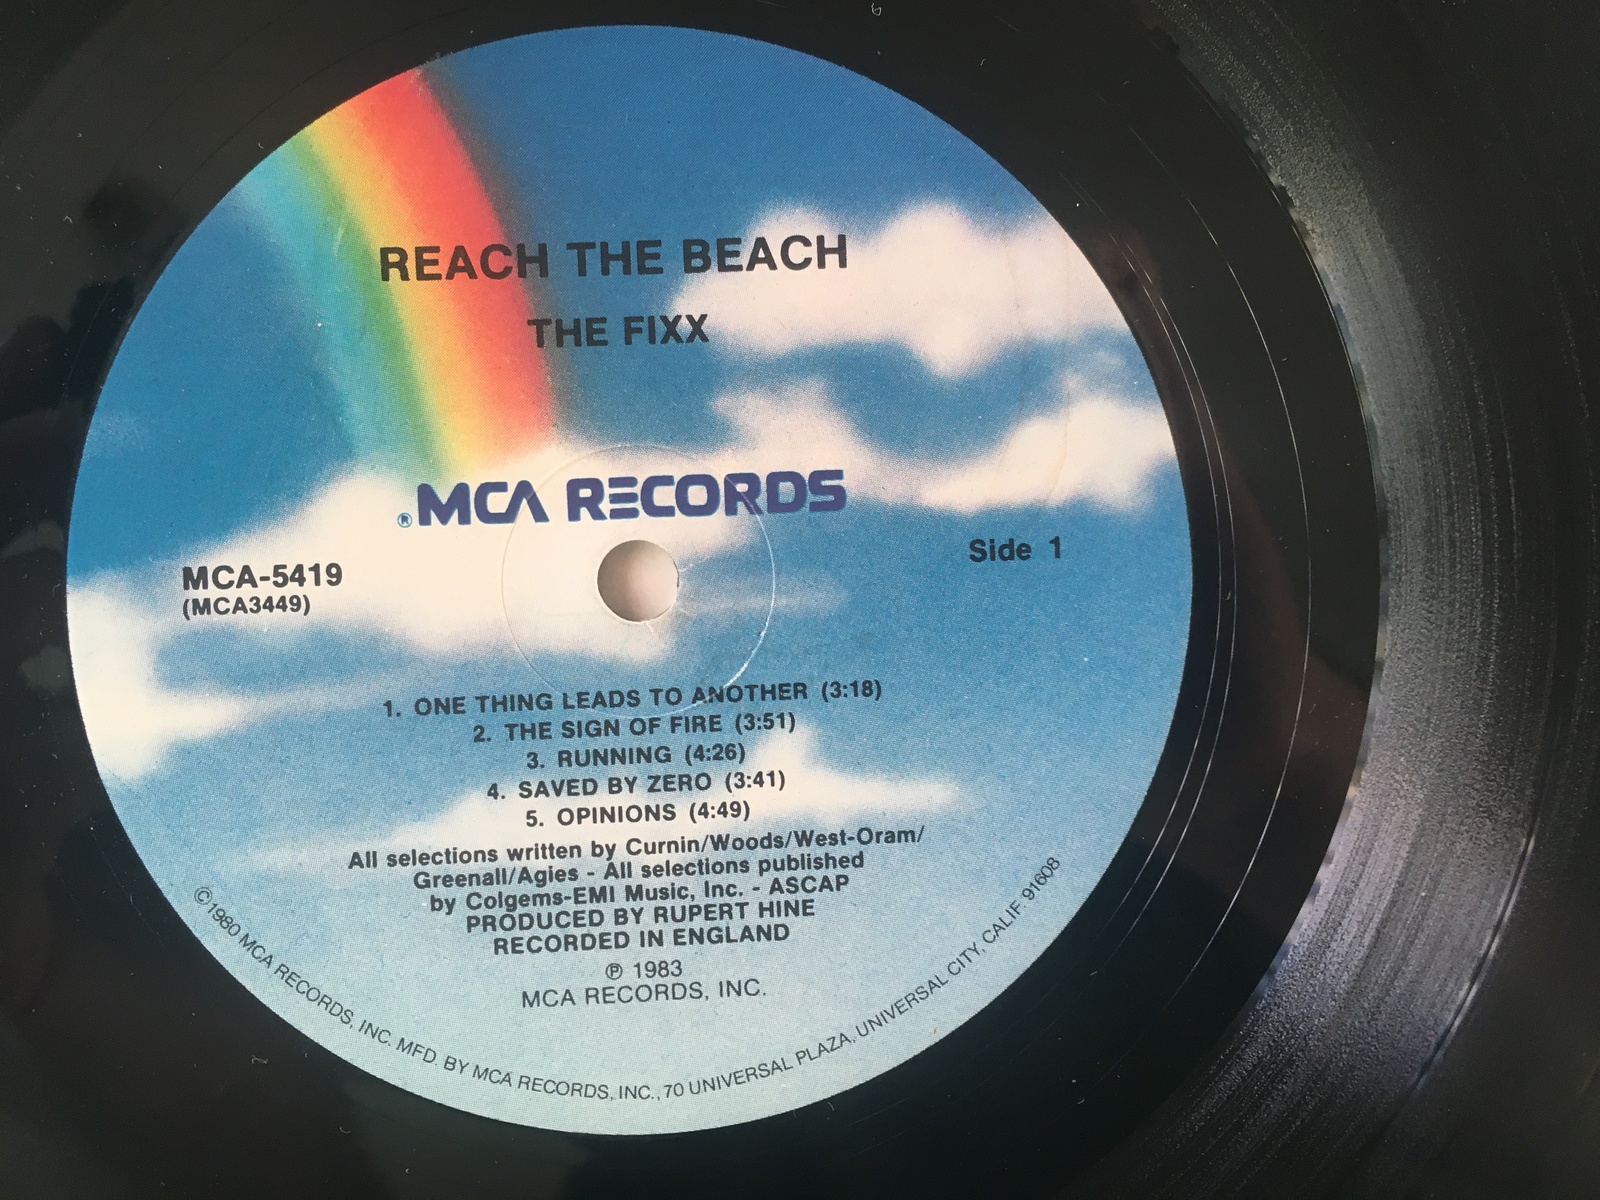 REACH THE BEACH
THE FIXX
® MCA RECORDS
MCA-5419
(MCA3449)
Side 1
1. ONE THING LEADS TO ANOTHER (3:18)
2. THE SIGN OF FIRE (3:51)
3. RUNNING (4:26)
4. SAVED BY ZERO (3:41)
5. OPINIONS (4:49)
All selections written by Curnin/Woods/West-Oram/
Greenall/Agies - All selections published
by Colgems-EMI Music, Inc. - ASCAP
PRODUCED BY RUPERT HINE
RECORDED IN ENGLAND
℗ 1983
MCA RECORDS, INC.
©1980 MCA RECORDS, INC. MFD. BY MCA RECORDS, INC., 70 UNIVERSAL PLAZA, UNIVERSAL CITY, CALIF. 91608